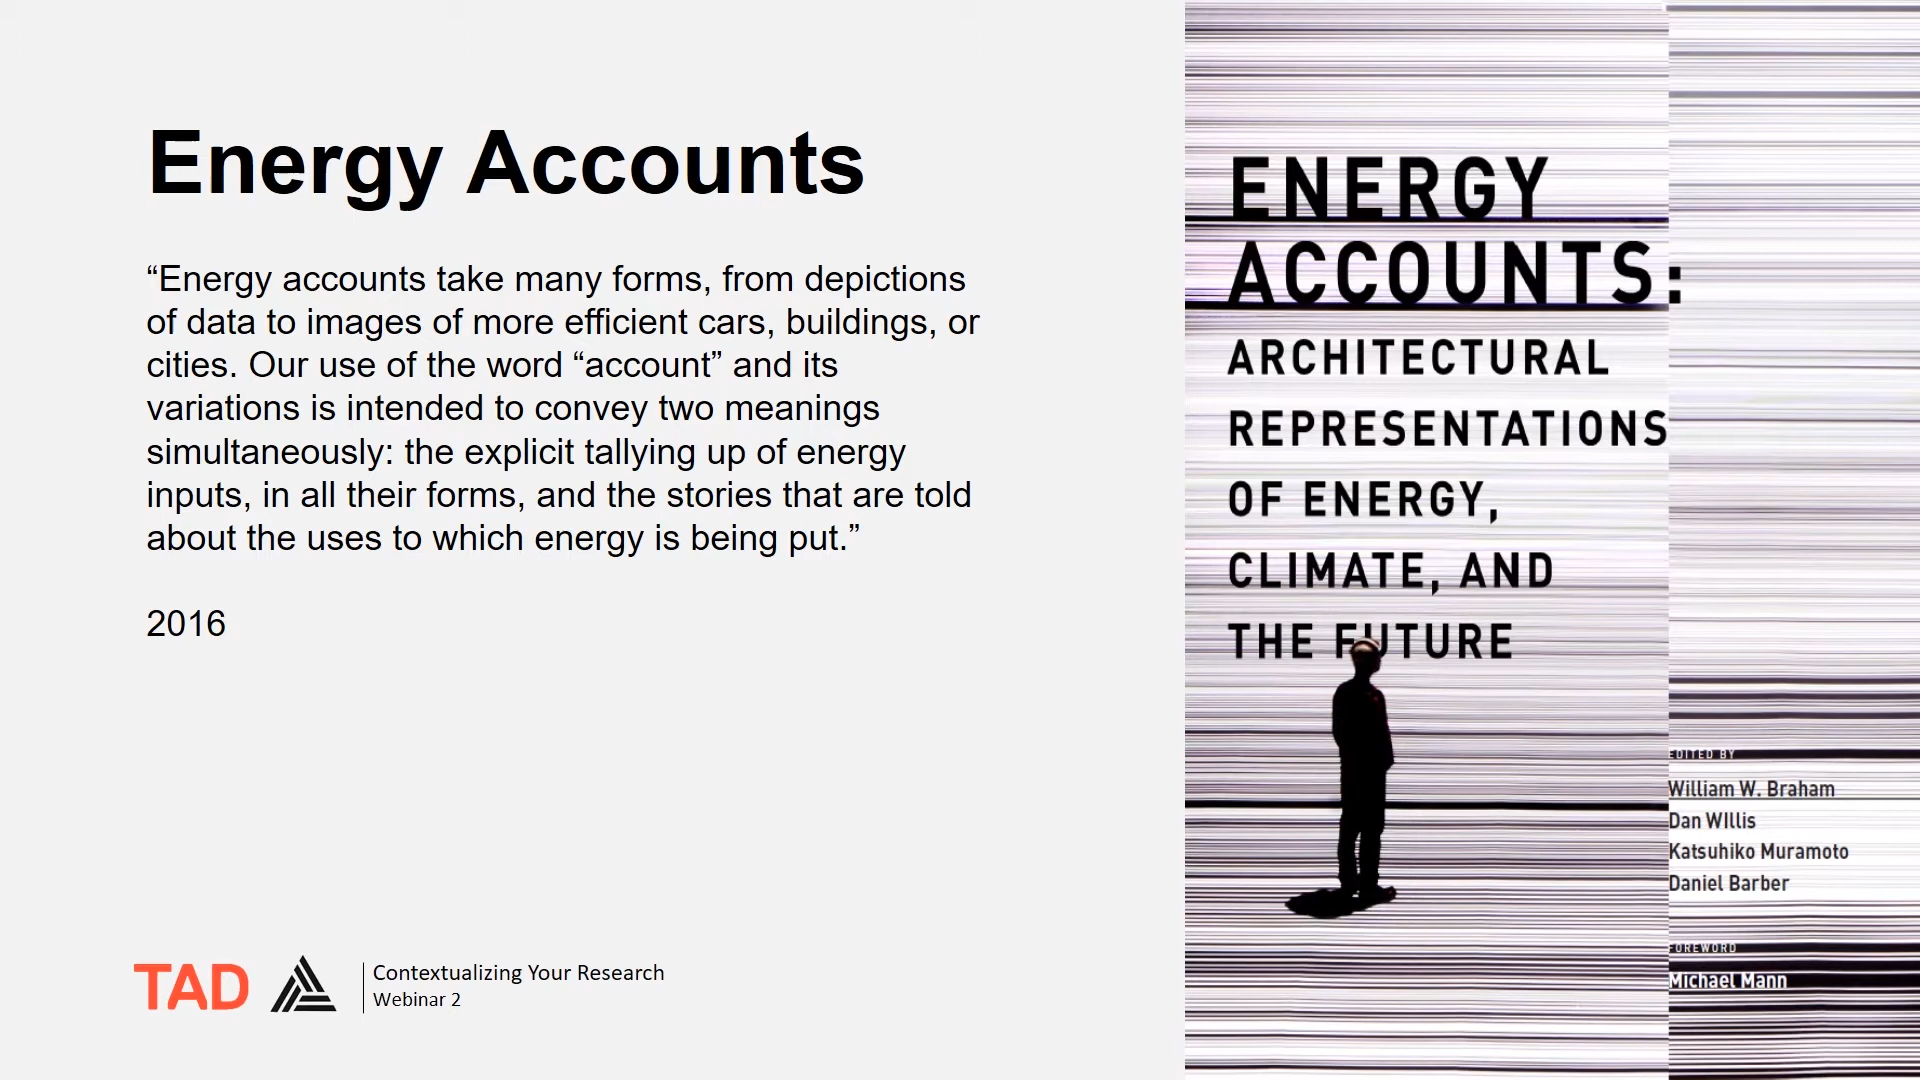 Energy Accounts
“Energy accounts take many forms, from depictions
of data to images of more efficient cars, buildings, or
cities. Our use of the word “account” and its
variations is intended to convey two meanings
simultaneously: the explicit tallying up of energy
inputs, in all their forms, and the stories that are told
about the uses to which energy is being put.”
2016
TAD
Contextualizing Your Research
Webinar 2
ENERGY
ACCOUNTS:
ARCHITECTURAL
REPRESENTATIONS
OF ENERGY,
CLIMATE, AND
THE FUTURE
EDITED BY
William W. Braham
Dan WIllis
Katsuhiko Muramoto
Daniel Barber
FOREWORD
Michael Mann